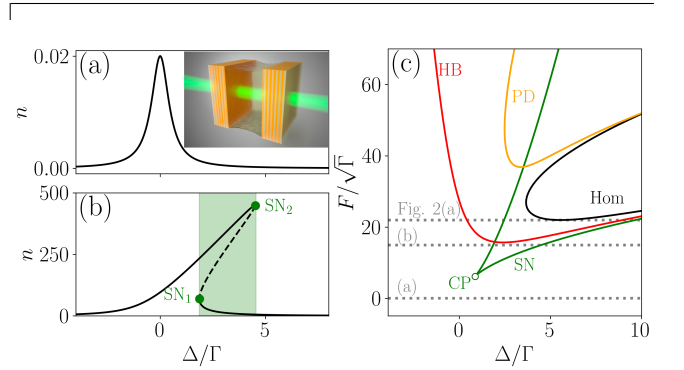 (a)
0.02
n
0.00
(b)
500
SN₂
n
250
SN₁
0
0
5
Δ/Γ
(c)
HB
60
PD
F/√Γ
40
Hom
Fig. 2(a)
20
(b)
SN
CP
(a)
0
0
5
10
Δ/Γ